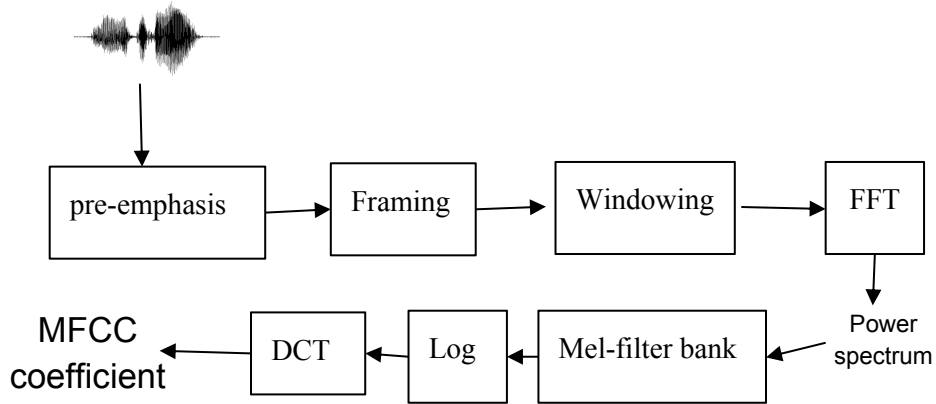 pre-emphasis
Framing
Windowing
FFT
Power
spectrum
Mel-filter bank
Log
DCT
MFCC
coefficient